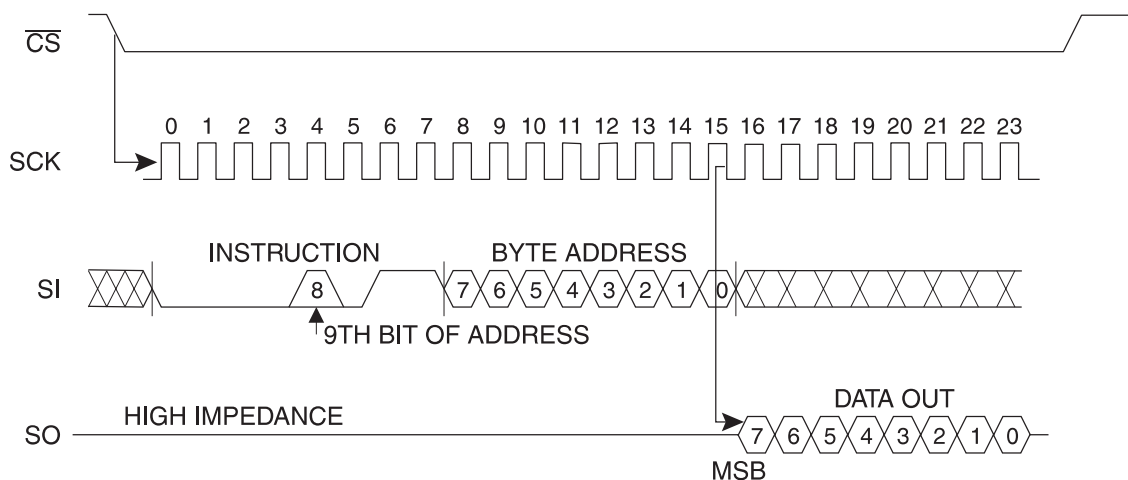 CS
0 1 2 3 4 5 6 7 8 9 10 11 12 13 14 15 16 17 18 19 20 21 22 23
SCK
INSTRUCTION BYTE ADDRESS
SI 8 7 6 5 4 3 2 1 0
9TH BIT OF ADDRESS
HIGH IMPEDANCE DATA OUT
SO 7 6 5 4 3 2 1 0
MSB